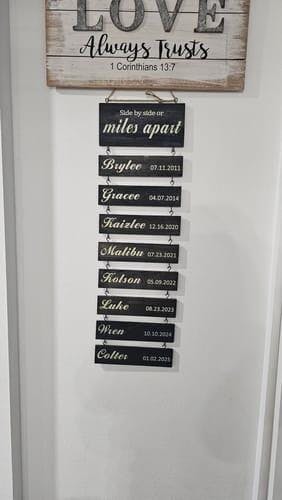 LOVE
Always Trusts
1 Corinthians 13:7
Side by side or
miles apart
Brylee 07.11.2011
Gracee 04.07.2014
Kaizlee 12.16.2020
Malibu 07.23.2021
Kolson 05.09.2022
Luke 08.23.2023
Wren 10.10.2024
Colter 01.02.2025